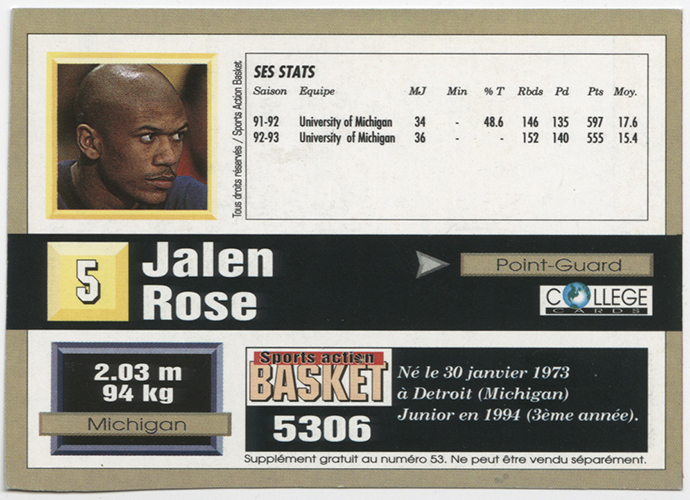 SES STATS
Saison Equipe MJ Min % T Rbds Pd Pts Moy.
91-92 University of Michigan 34 - 48.6 146 135 597 17.6
92-93 University of Michigan 36 - - 152 140 555 15.4
Tous droits réservés / Sports Action Basket
5
Jalen
Rose
Point-Guard
COLLEGE
CARDS
2.03 m
94 kg
Michigan
Sports action
BASKET
5306
Né le 30 janvier 1973
à Detroit (Michigan)
Junior en 1994 (3ème année).
Supplément gratuit au numéro 53. Ne peut être vendu séparément.